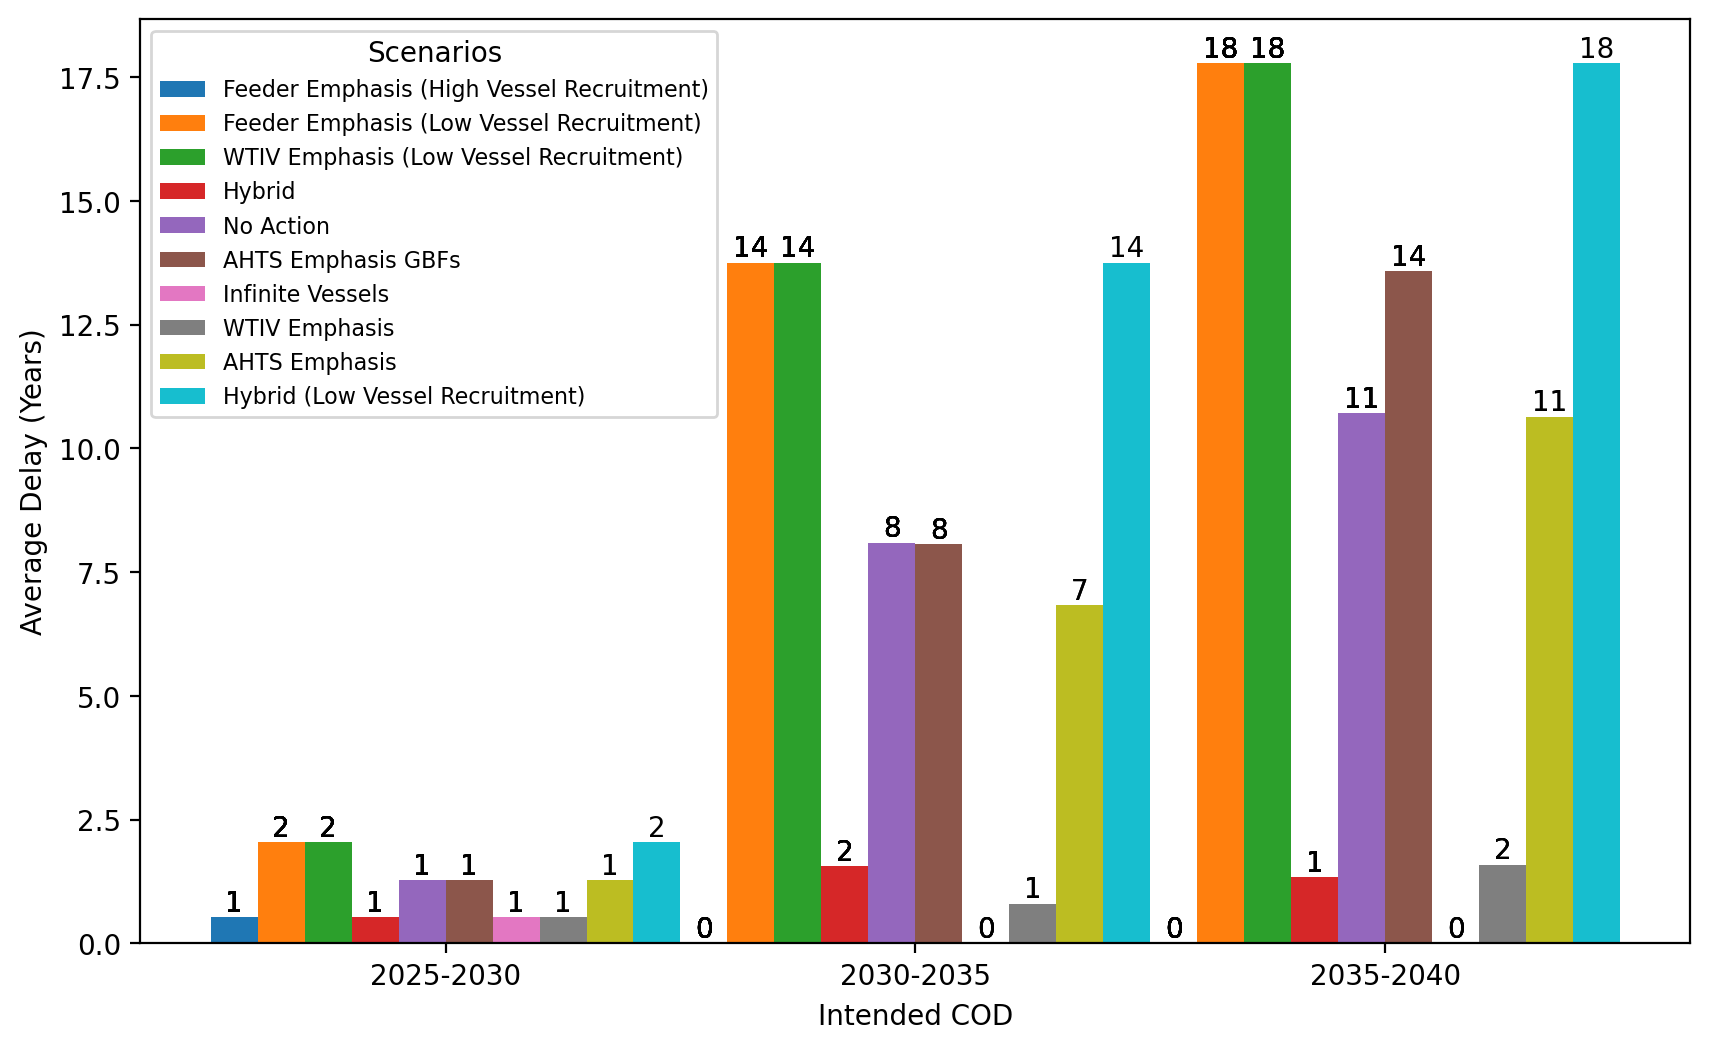 Scenarios
Feeder Emphasis (High Vessel Recruitment)
Feeder Emphasis (Low Vessel Recruitment)
WTIV Emphasis (Low Vessel Recruitment)
Hybrid
No Action
AHTS Emphasis GBFs
Infinite Vessels
WTIV Emphasis
AHTS Emphasis
Hybrid (Low Vessel Recruitment)
Average Delay (Years)
17.5
15.0
12.5
10.0
7.5
5.0
2.5
0.0
1 2 2 1 1 1 1 1 1 2
0 14 14 2 8 8 0 1 7 14
0 18 18 1 11 14 0 2 11 18
2025-2030 2030-2035 2035-2040
Intended COD